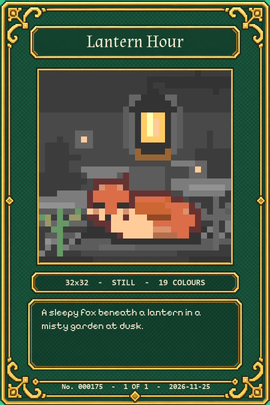 Lantern Hour
32x32 - STILL - 19 COLOURS
A sleepy fox beneath a lantern in a
misty garden at dusk.
No. 000175 - 1 OF 1 - 2026-11-25